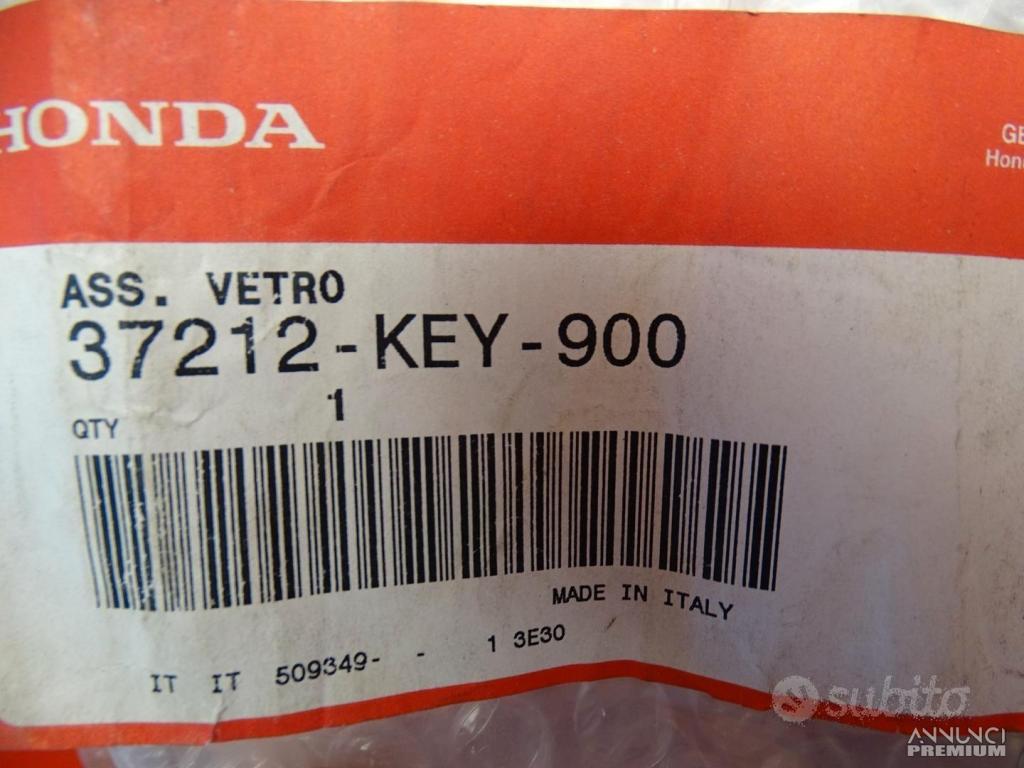 HONDA
GE
Hon
ASS. VETRO
37212-KEY-900
1
QTY
MADE IN ITALY
IT IT 509349- - 1 3E30
subito
ANNUNCI
PREMIUM